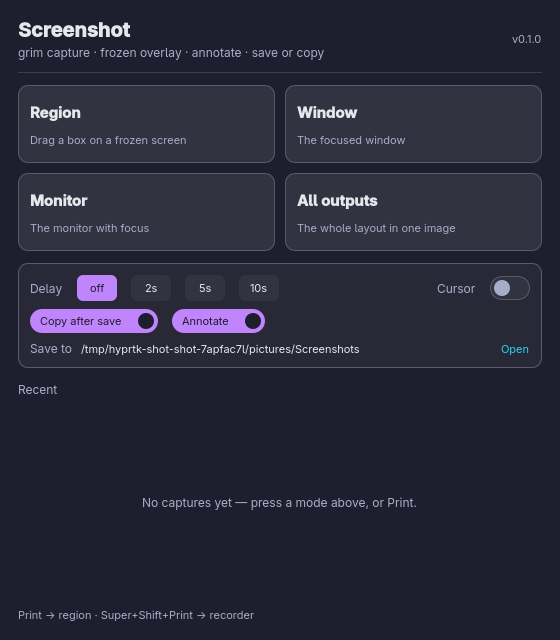 Screenshot
grim capture · frozen overlay · annotate · save or copy
v0.1.0
Region
Drag a box on a frozen screen
Window
The focused window
Monitor
The monitor with focus
All outputs
The whole layout in one image
Delay off 2s 5s 10s Cursor
Copy after save Annotate
Save to /tmp/hyprtk-shot-shot-7apfac7l/pictures/Screenshots Open
Recent
No captures yet — press a mode above, or Print.
Print → region · Super+Shift+Print → recorder